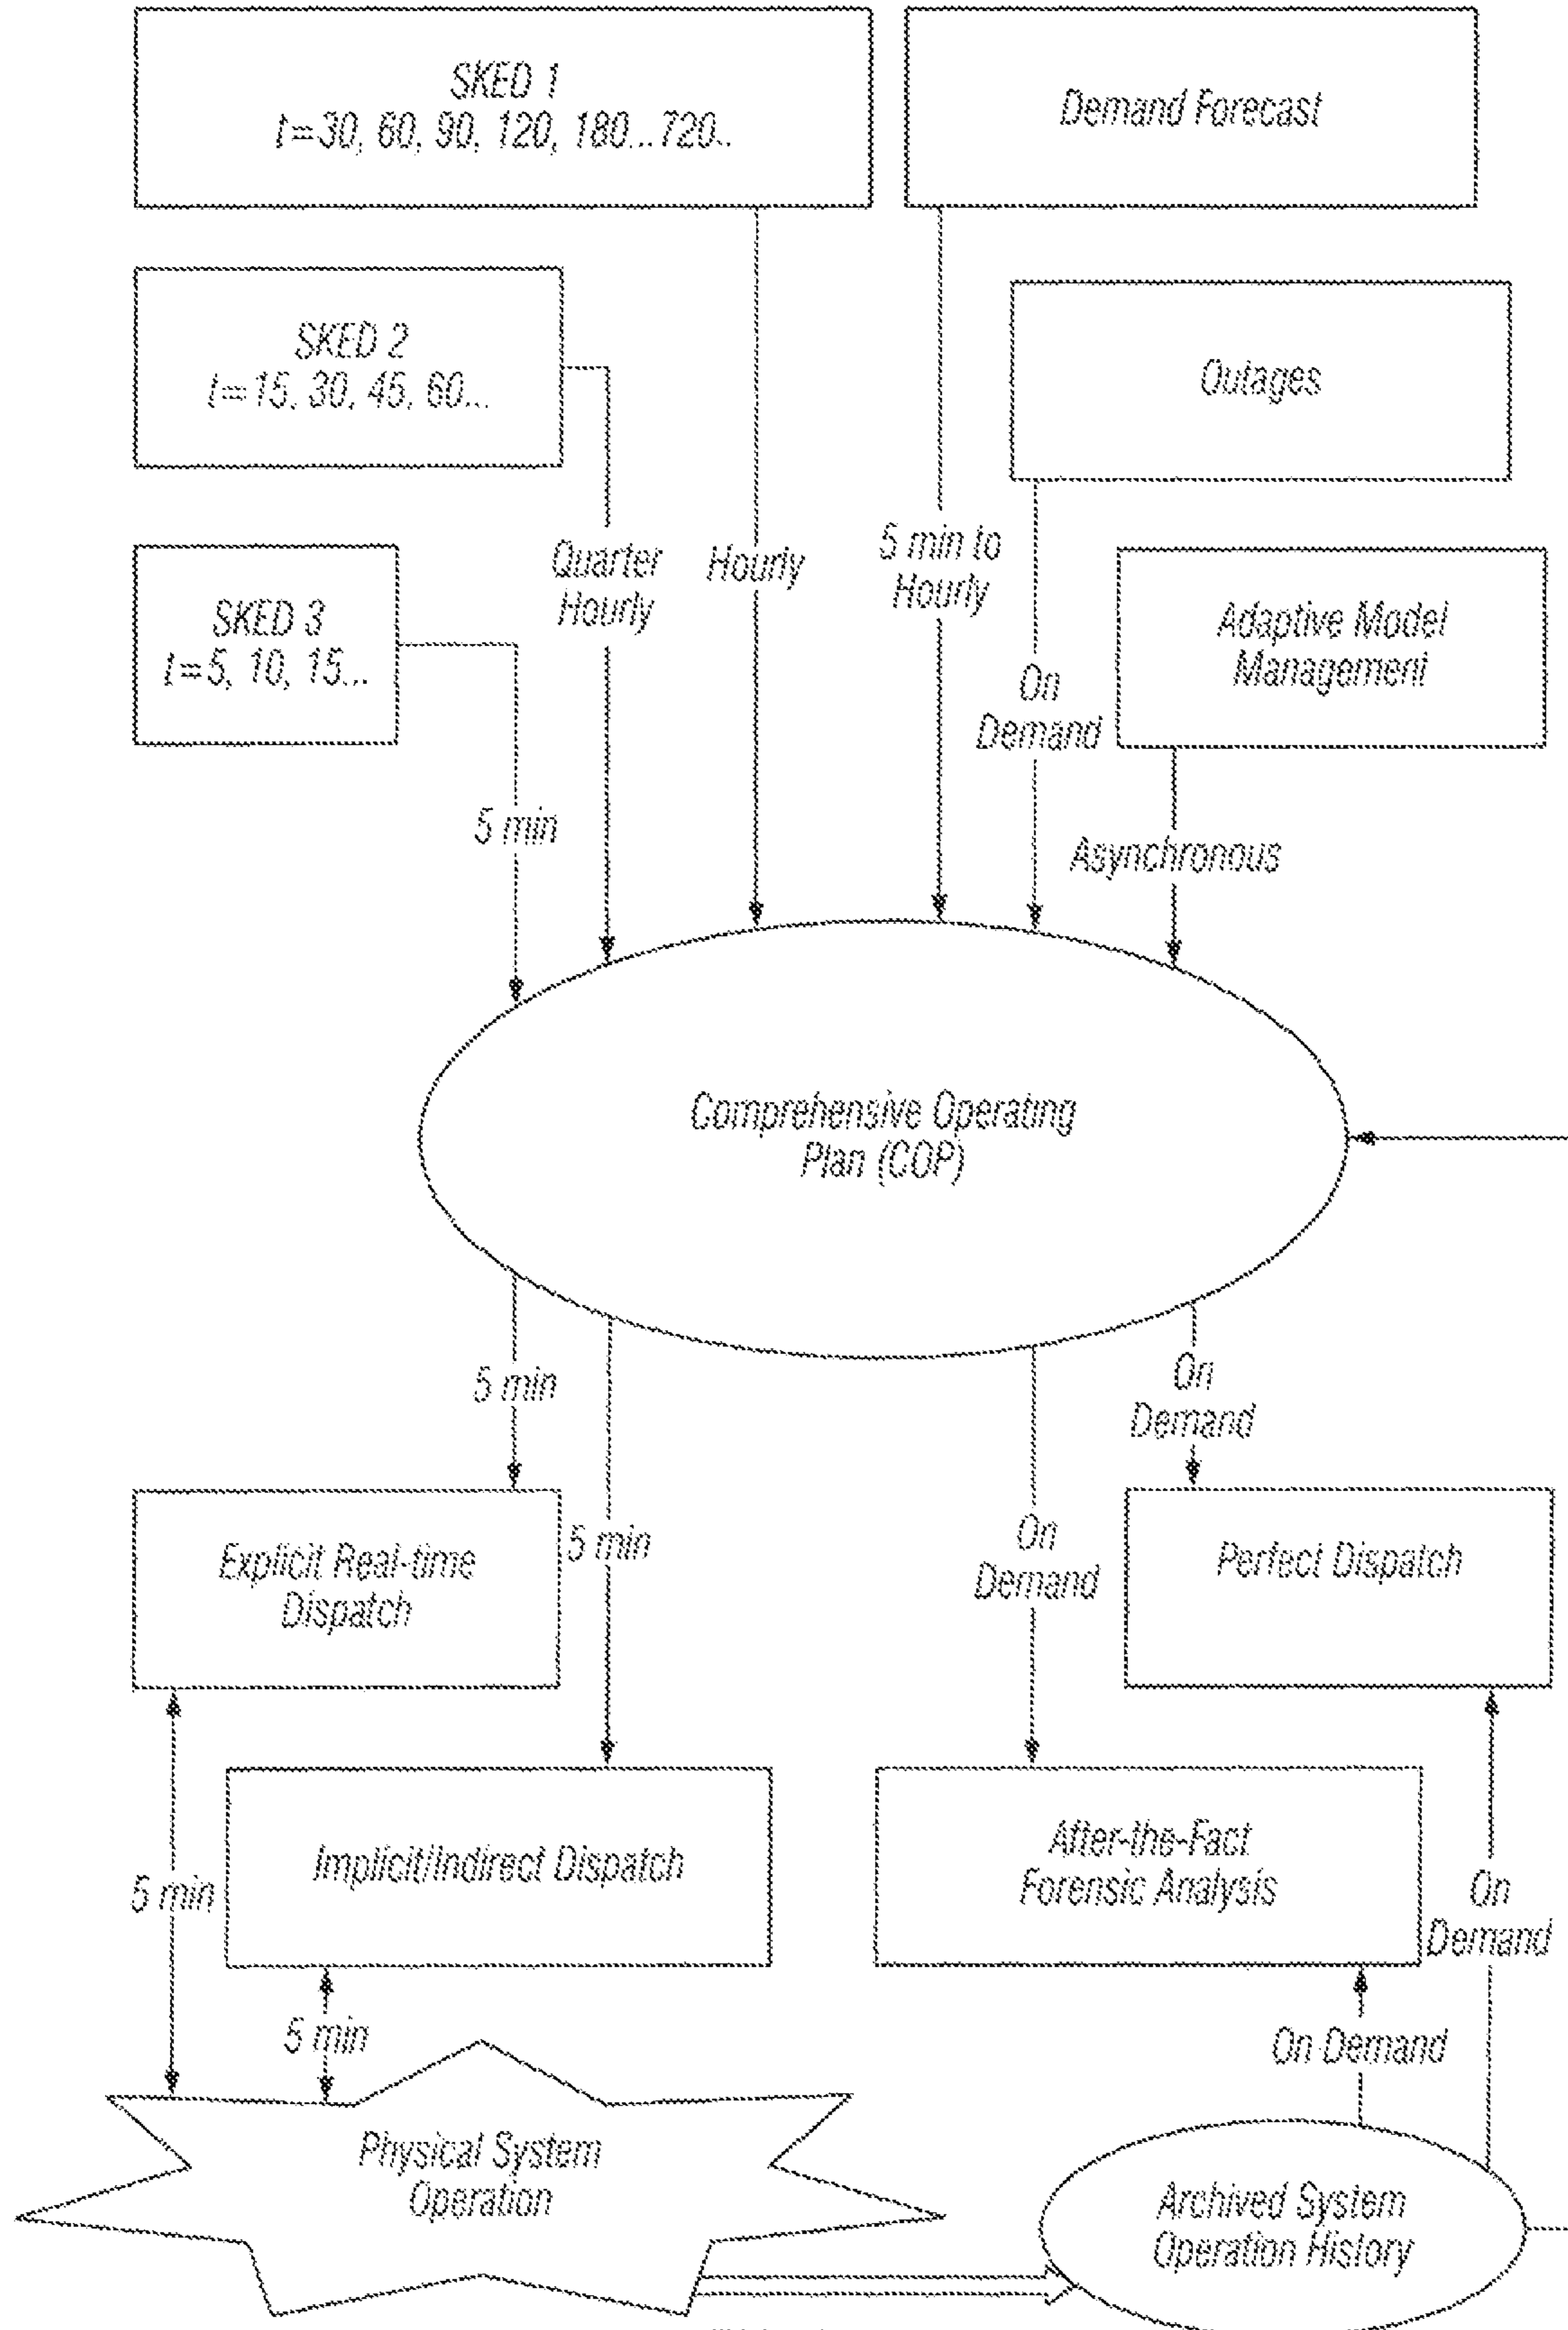 SKED 1
t=30, 60, 90, 120, 180...720..
Demand Forecast
SKED 2
t=15, 30, 45, 60...
Outages
SKED 3
t=5, 10, 15...
Quarter
Hourly
Hourly
5 min to
Hourly
Adaptive Model
Management
On
Demand
5 min
Asynchronous
Comprehensive Operating
Plan (COP)
5 min
On
Demand
Explicit Real-time
Dispatch
5 min
On
Demand
Perfect Dispatch
5 min
Implicit/Indirect Dispatch
After-the-Fact
Forensic Analysis
On
Demand
5 min
On Demand
Physical System
Operation
Archived System
Operation History